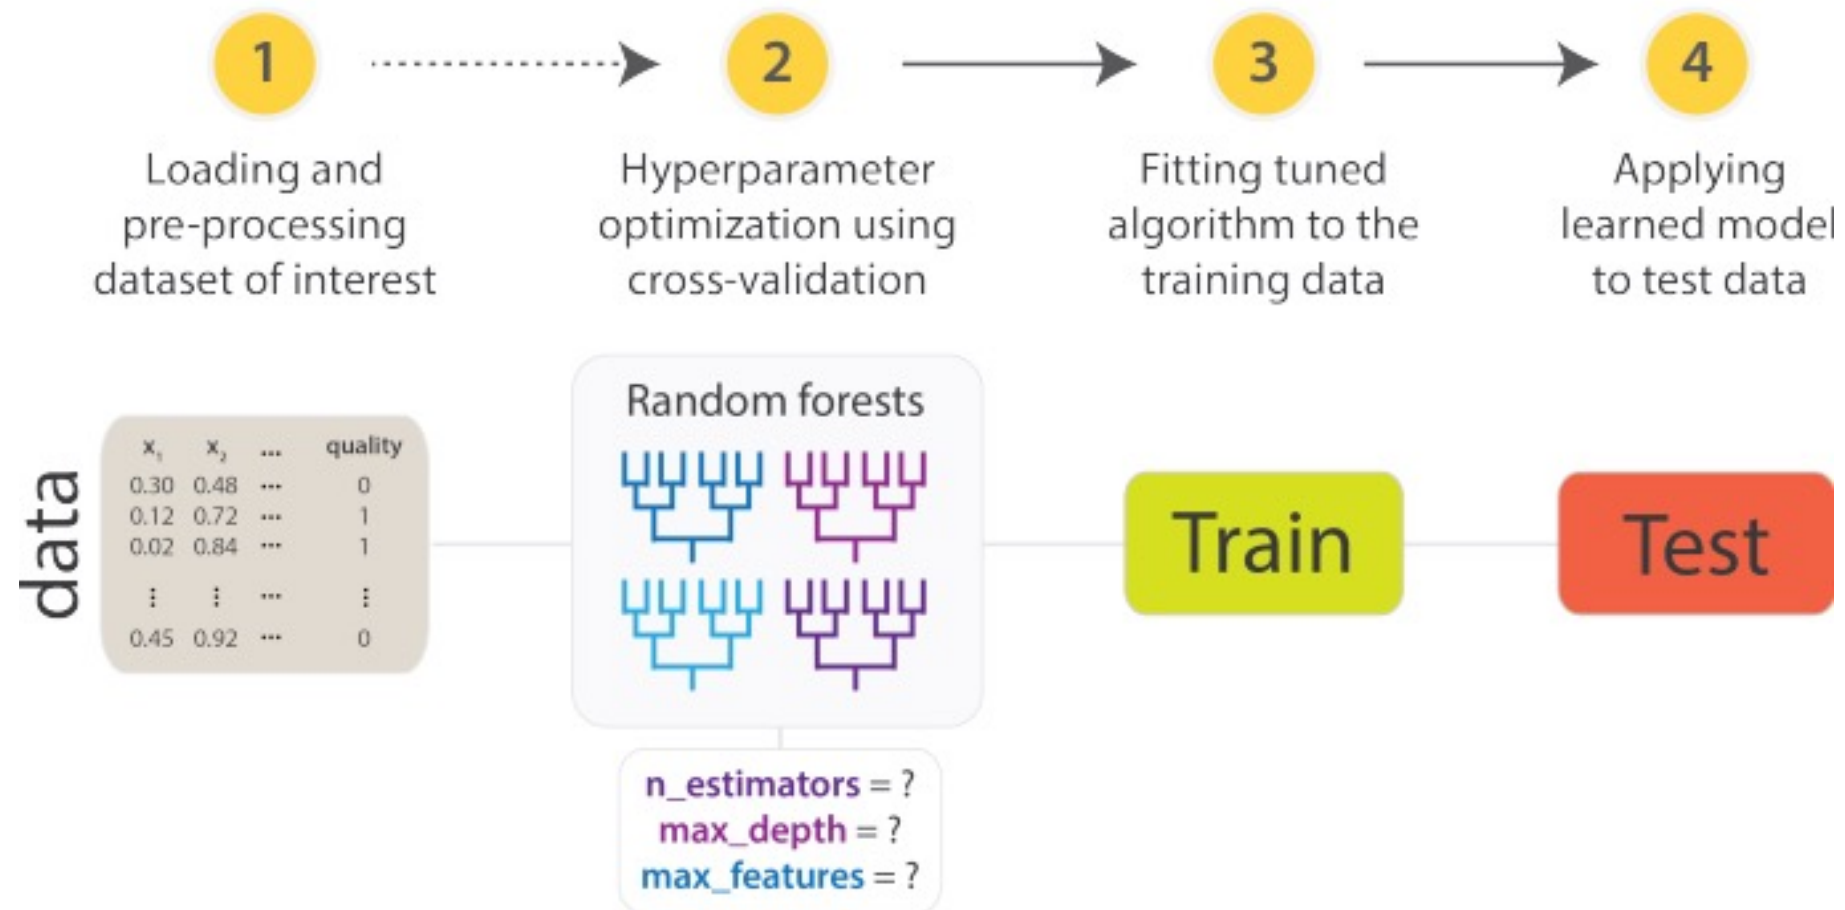 1
2
3
4
Loading and
pre-processing
dataset of interest
Hyperparameter
optimization using
cross-validation
Fitting tuned
algorithm to the
training data
Applying
learned model
to test data
data
x₁ x₂ ... quality
0.30 0.48 ... 0
0.12 0.72 ... 1
0.02 0.84 ... 1
⋮ ⋮ ... ⋮
0.45 0.92 ... 0
Random forests
n_estimators = ?
max_depth = ?
max_features = ?
Train
Test